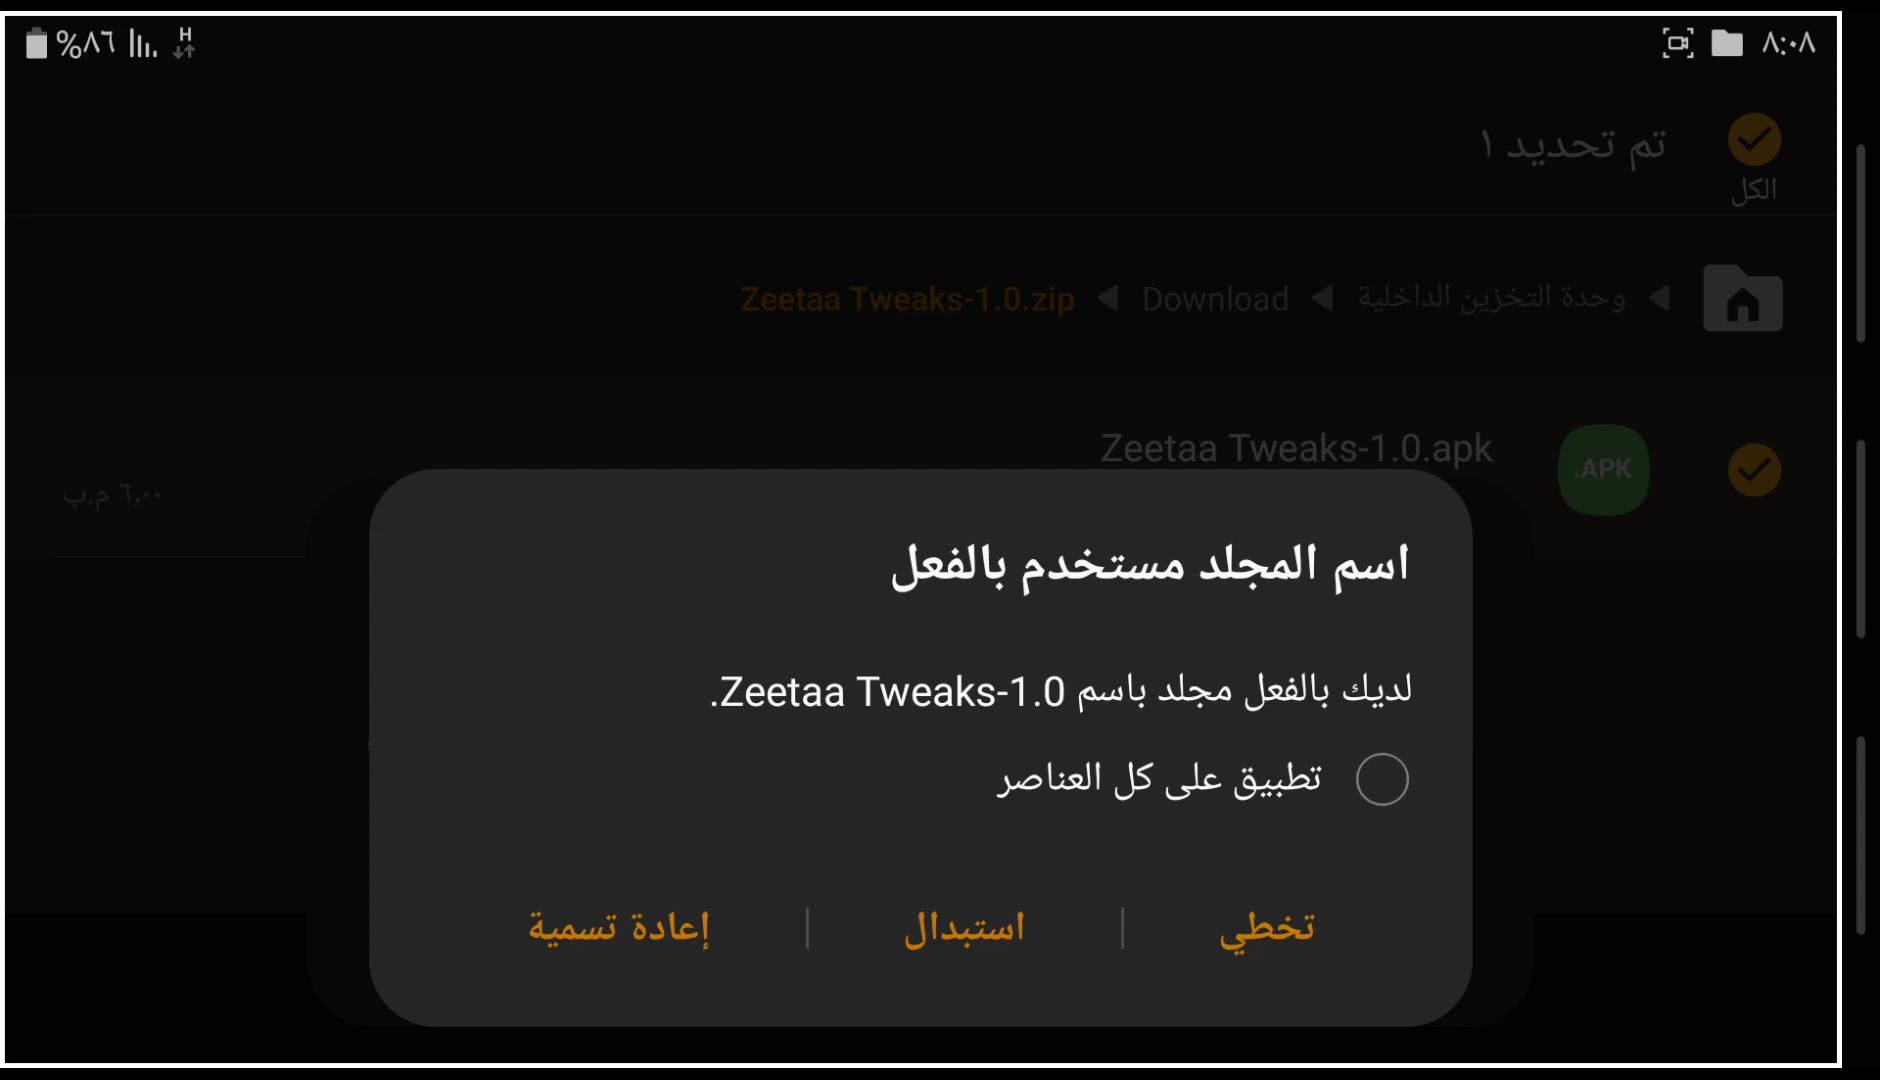 ٨:٠٨
%٨٦
H
تم تحديد ١
الكل
وحدة التخزين الداخلية ◀ Download ◀ Zeetaa Tweaks-1.0.zip
Zeetaa Tweaks-1.0.apk
.APK
٦,٠٠ م.ب
اسم المجلد مستخدم بالفعل
لديك بالفعل مجلد باسم Zeetaa Tweaks-1.0.
تطبيق على كل العناصر
تخطي | استبدال | إعادة تسمية